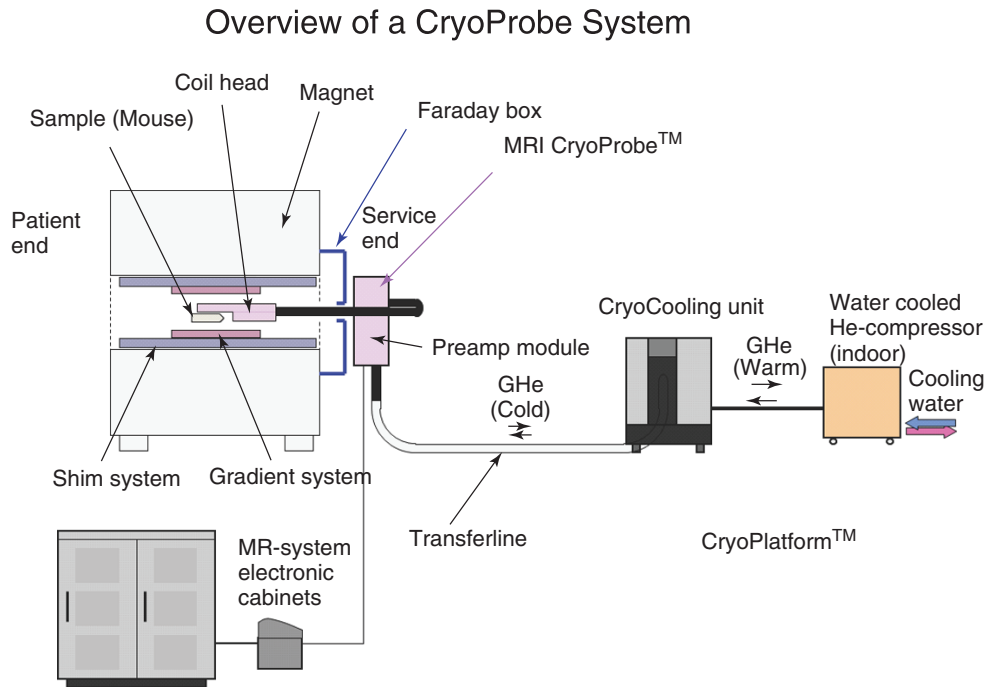 Overview of a CryoProbe System
Coil head
Magnet
Sample (Mouse)
Faraday box
MRI CryoProbe™
Patient
end
Service
end
CryoCooling unit
Water cooled
He-compressor
(indoor)
GHe
(Warm)
Preamp module
GHe
(Cold)
Cooling
water
Shim system
Gradient system
Transferline
CryoPlatform™
MR-system
electronic
cabinets